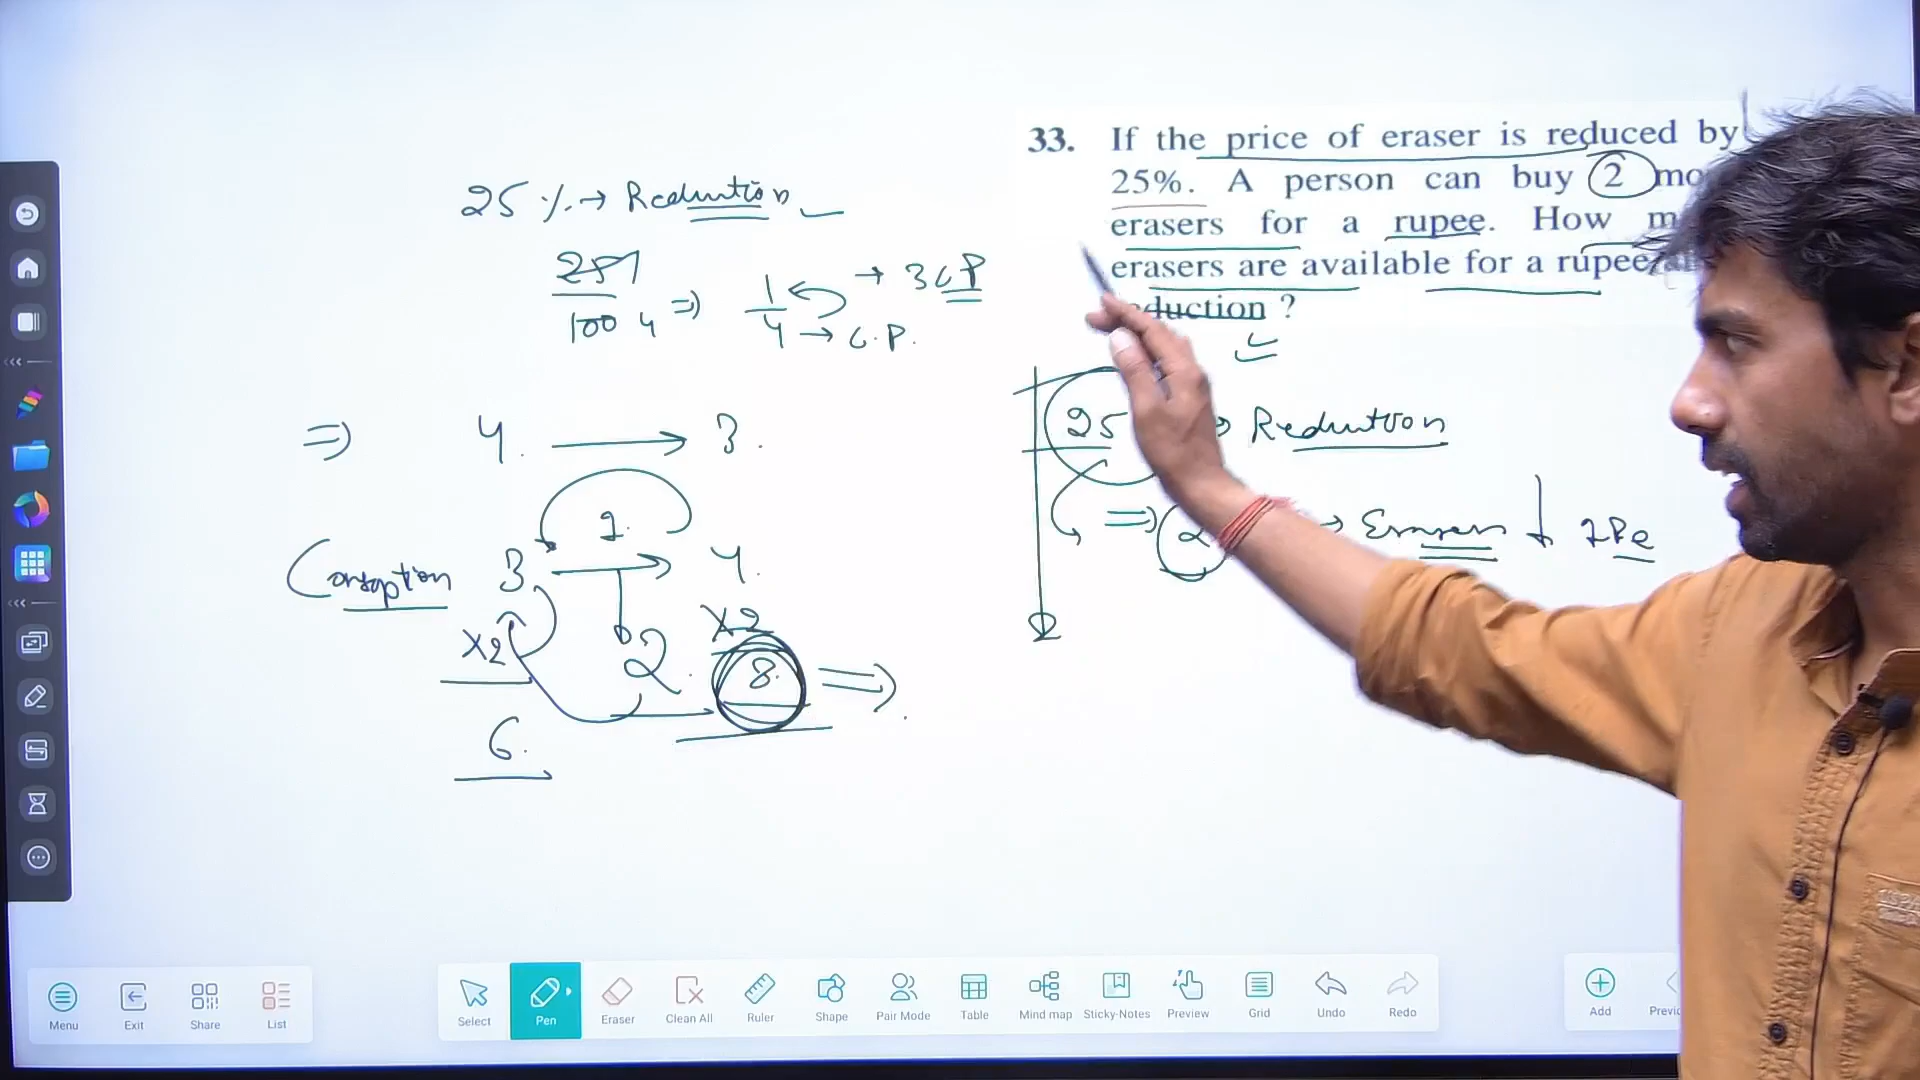 33. If the price of eraser is reduced by
25%. A person can buy 2 mo
erasers for a rupee. How m
erasers are available for a rupee
duction ?
25 % → Reduction
25
100 4 ⇒ 1/4 → 3 C P
→ C.P.
⇒ 4. → 3.
1.
Consoption 3 → 4.
X2 2. X2
8. ⇒
6.
25 → Reduction
⇒ 2 → Erasers ↓ 1Re
Menu
Exit
Share
List
Select
Pen
Eraser
Clean All
Ruler
Shape
Pair Mode
Table
Mind map
Sticky-Notes
Preview
Grid
Undo
Redo
Add
Previ